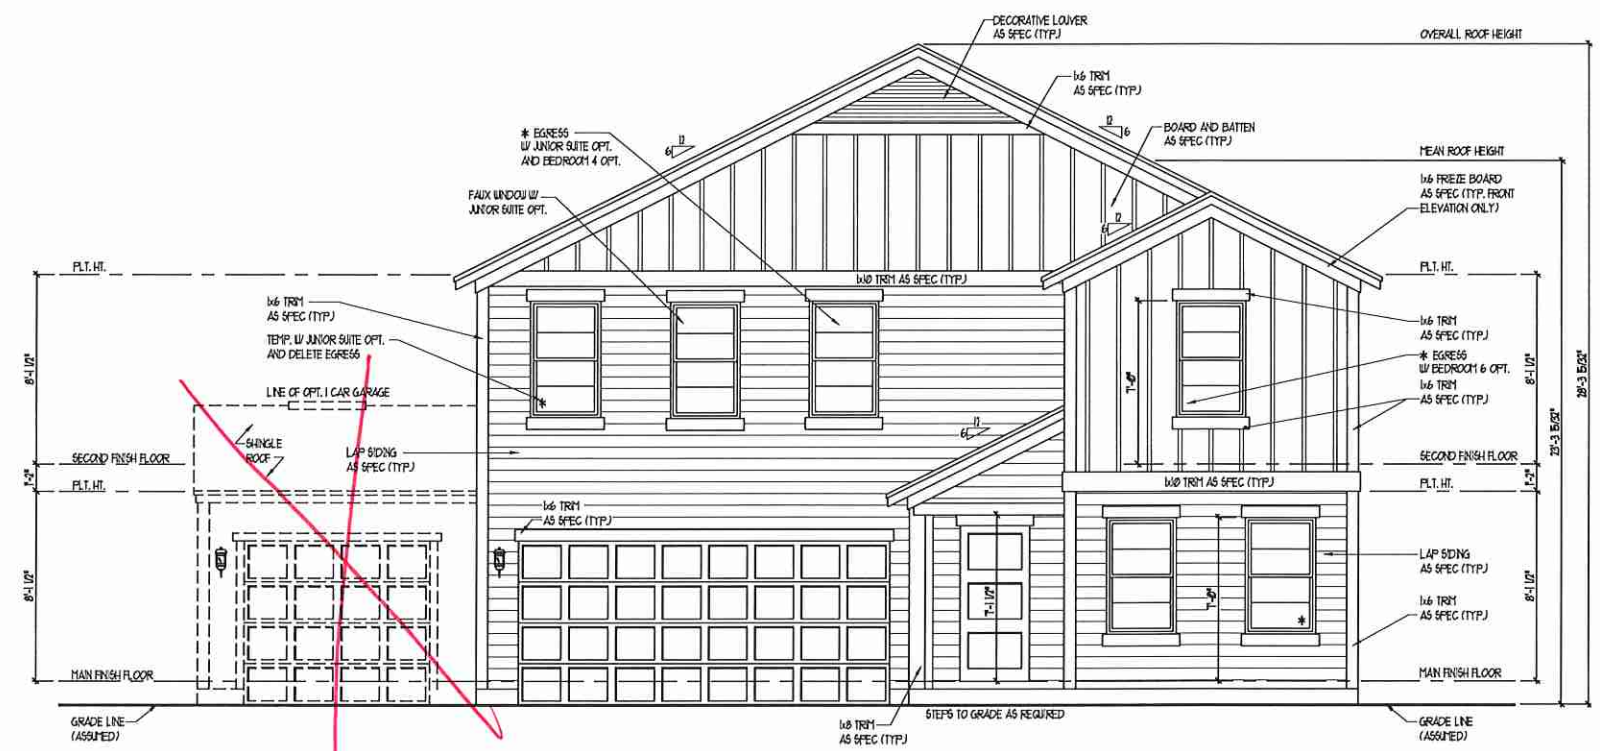 DECORATIVE LOUVER
AS SPEC (TYP.)
OVERALL ROOF HEIGHT
1x6 TRIM
AS SPEC (TYP.)
* EGRESS
W/ JUNIOR SUITE OPT.
AND BEDROOM 4 OPT.
12
6
12
6
BOARD AND BATTEN
AS SPEC (TYP.)
MEAN ROOF HEIGHT
1x6 FRIEZE BOARD
AS SPEC (TYP. FRONT
ELEVATION ONLY)
FAUX WINDOW W/
JUNIOR SUITE OPT.
12
6
PLT. HT.
1x10 TRIM AS SPEC (TYP.)
PLT. HT.
1x6 TRIM
AS SPEC (TYP.)
1x6 TRIM
AS SPEC (TYP.)
TEMP. W/ JUNIOR SUITE OPT.
AND DELETE EGRESS
* EGRESS
W/ BEDROOM 6 OPT.
1x6 TRIM
AS SPEC (TYP.)
8'-1 1/2"
7'-0"
8'-1 1/2"
28'-3 15/32"
23'-3 15/32"
LINE OF OPT. 1 CAR GARAGE
*
12
6
SHINGLE
ROOF
LAP SIDING
AS SPEC (TYP.)
SECOND FINISH FLOOR
SECOND FINISH FLOOR
1'-2"
1'-2"
PLT. HT.
1x10 TRIM AS SPEC (TYP.)
PLT. HT.
1x6 TRIM
AS SPEC (TYP.)
LAP SIDING
AS SPEC (TYP.)
8'-1 1/2"
7'-1 1/2"
7'-0"
8'-1 1/2"
1x6 TRIM
AS SPEC (TYP.)
*
MAIN FINISH FLOOR
MAIN FINISH FLOOR
GRADE LINE
(ASSUMED)
1x8 TRIM
AS SPEC (TYP.)
STEPS TO GRADE AS REQUIRED
GRADE LINE
(ASSUMED)